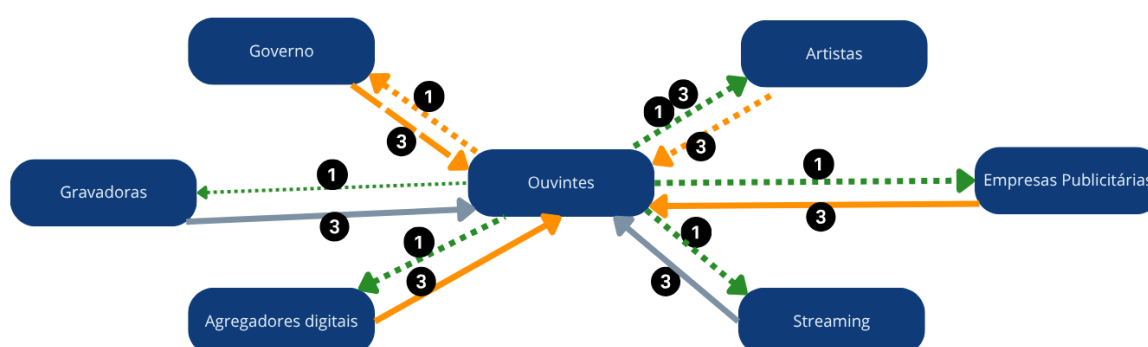 Governo
Artistas
1
3
1
3
3
Ouvintes
Gravadoras
1
3
Empresas Publicitárias
1
3
1
3
1
3
Agregadores digitais
Streaming